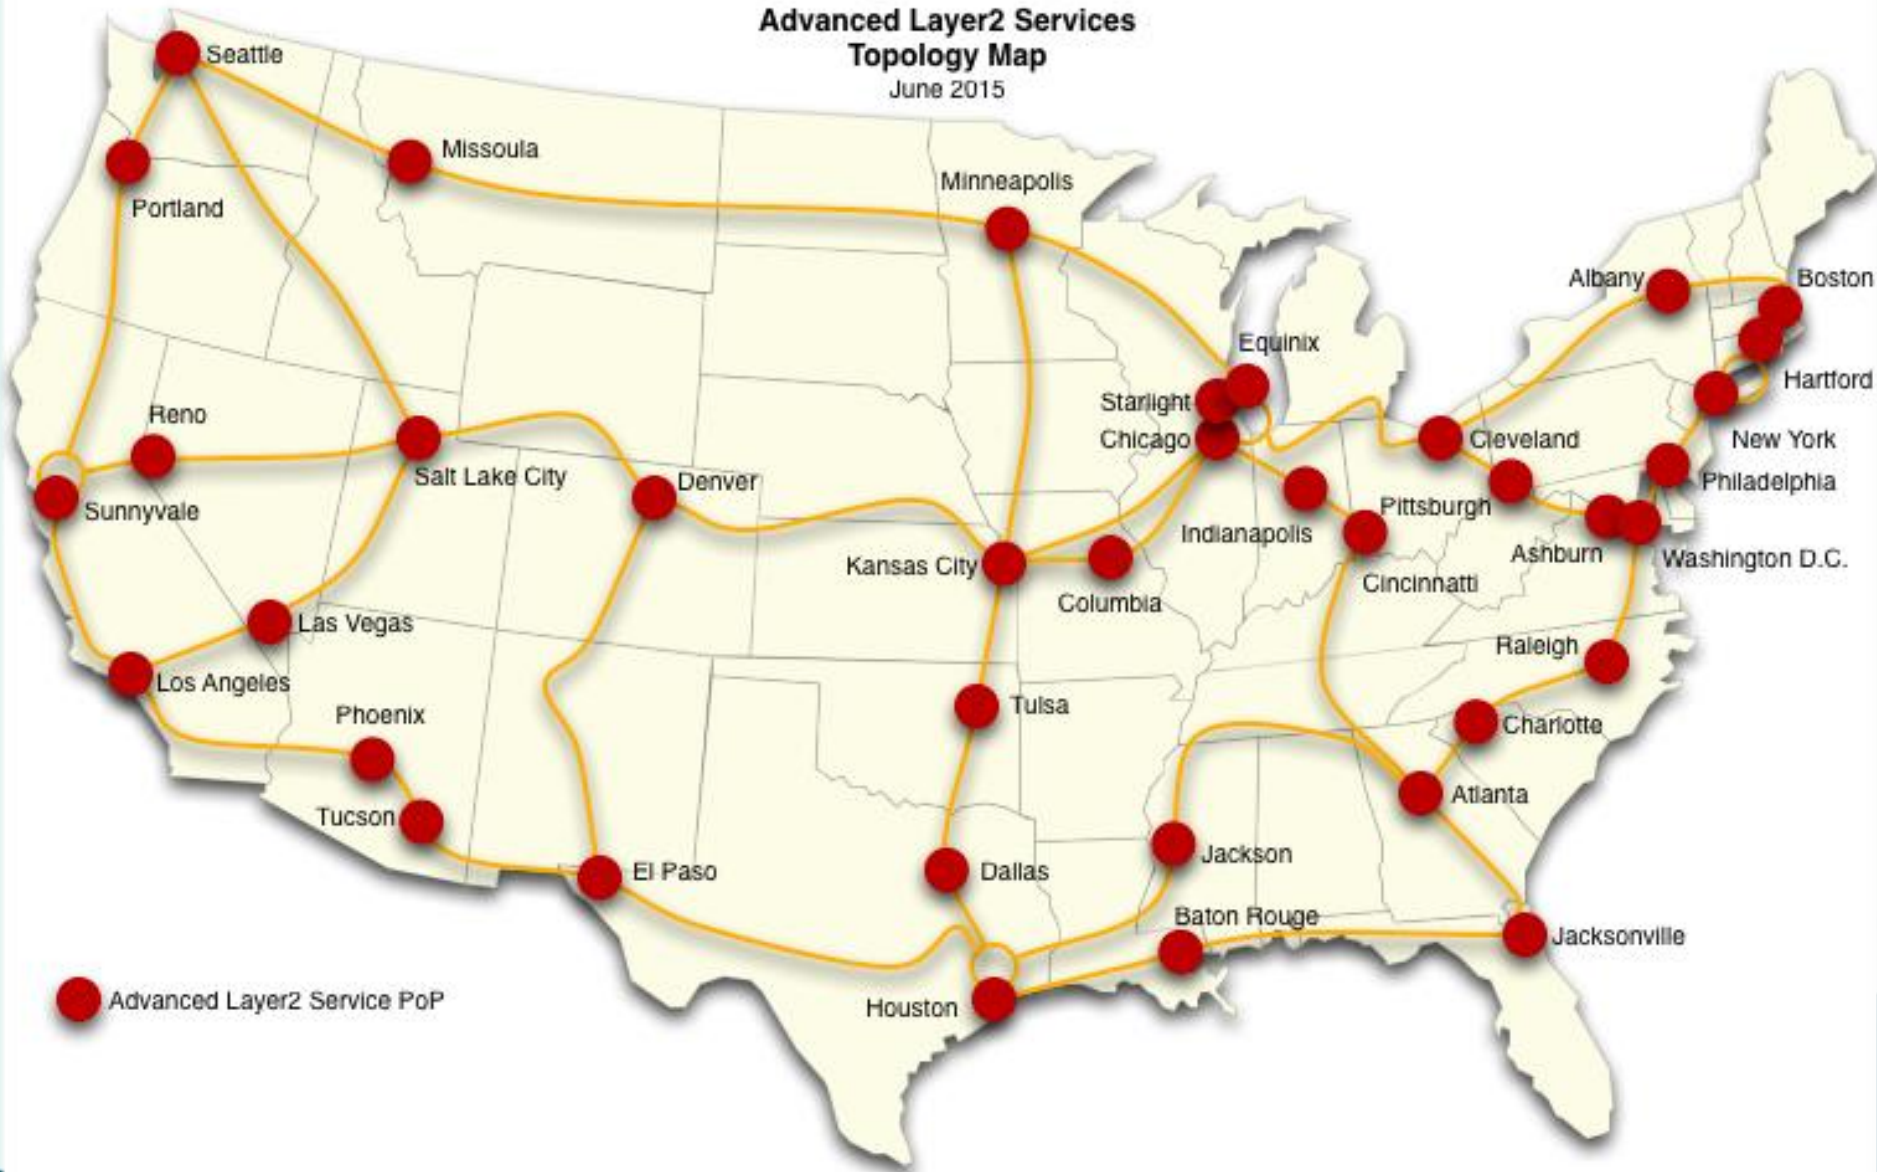 Advanced Layer2 Services
Topology Map
June 2015
Seattle
Missoula
Minneapolis
Portland
Albany
Boston
Equinix
Hartford
Starlight
Reno
Chicago
Cleveland
New York
Salt Lake City
Denver
Philadelphia
Sunnyvale
Pittsburgh
Indianapolis
Ashburn
Washington D.C.
Kansas City
Cincinnatti
Columbia
Las Vegas
Raleigh
Los Angeles
Tulsa
Phoenix
Charlotte
Atlanta
Tucson
Jackson
El Paso
Dallas
Baton Rouge
Jacksonville
Advanced Layer2 Service PoP
Houston